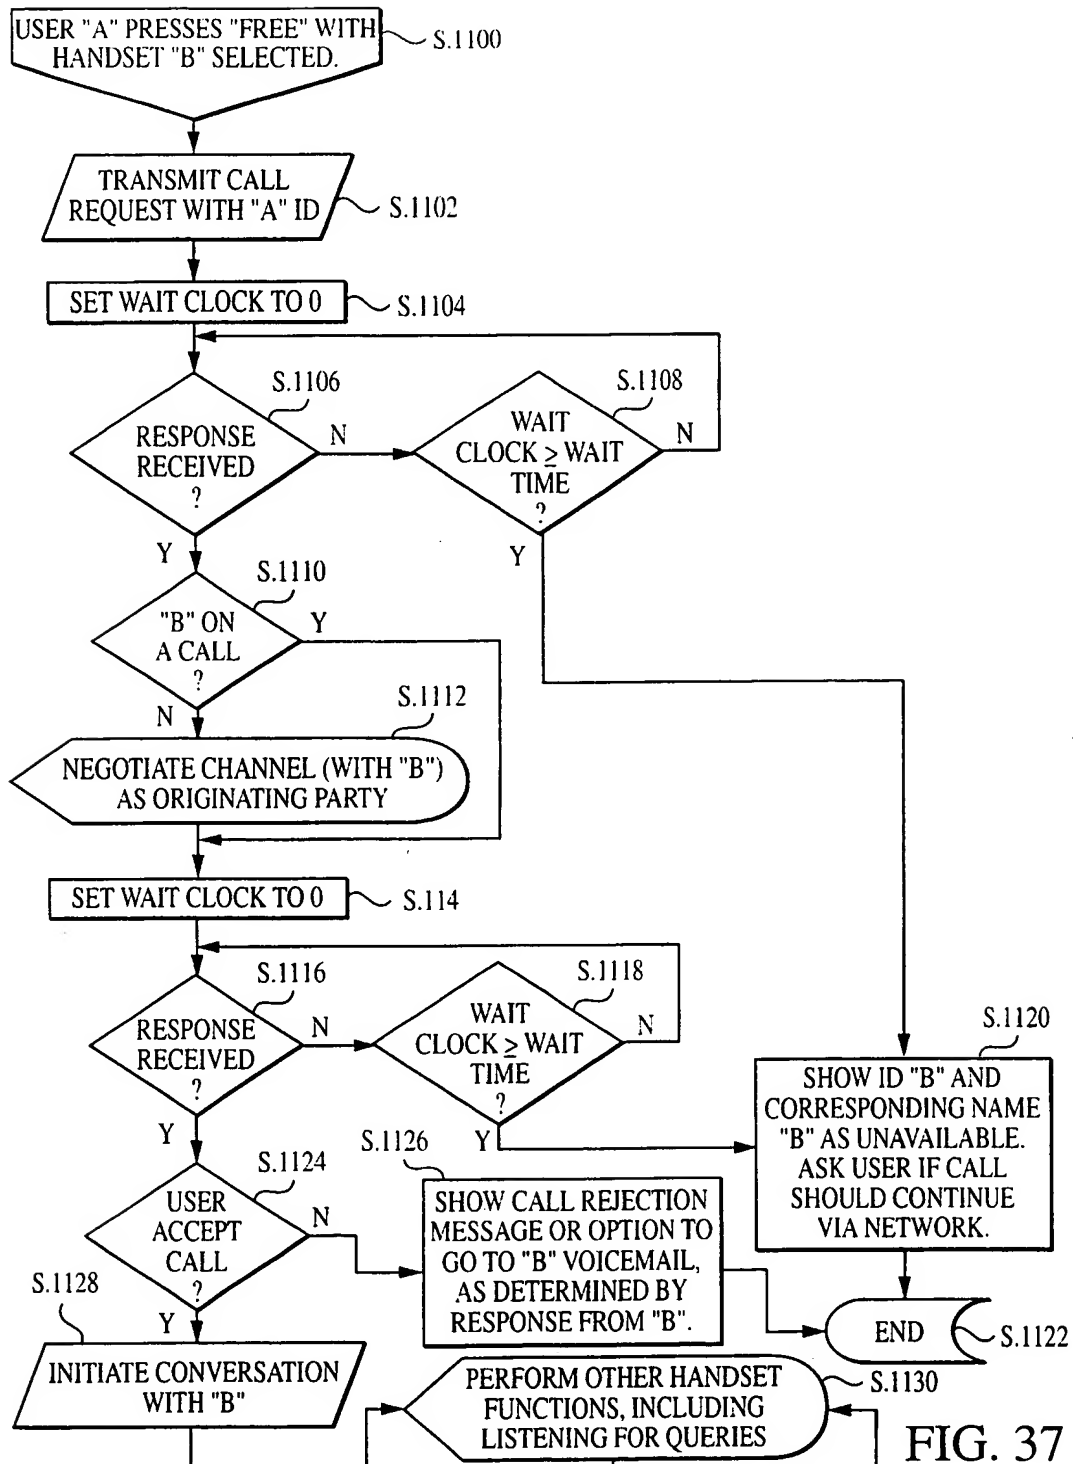 USER "A" PRESSES "FREE" WITH
HANDSET "B" SELECTED.
S.1100
TRANSMIT CALL
REQUEST WITH "A" ID
S.1102
SET WAIT CLOCK TO 0
S.1104
S.1106
RESPONSE
RECEIVED
?
N
S.1108
WAIT
CLOCK ≥ WAIT
TIME
?
N
Y
Y
S.1110
"B" ON
A CALL
?
Y
N
S.1112
NEGOTIATE CHANNEL (WITH "B")
AS ORIGINATING PARTY
SET WAIT CLOCK TO 0
S.114
S.1116
RESPONSE
RECEIVED
?
N
S.1118
WAIT
CLOCK ≥ WAIT
TIME
?
N
Y
Y
S.1120
SHOW ID "B" AND
CORRESPONDING NAME
"B" AS UNAVAILABLE.
ASK USER IF CALL
SHOULD CONTINUE
VIA NETWORK.
S.1124
USER
ACCEPT
CALL
?
N
Y
S.1126
SHOW CALL REJECTION
MESSAGE OR OPTION TO
GO TO "B" VOICEMAIL,
AS DETERMINED BY
RESPONSE FROM "B".
END
S.1122
S.1128
INITIATE CONVERSATION
WITH "B"
PERFORM OTHER HANDSET
FUNCTIONS, INCLUDING
LISTENING FOR QUERIES
S.1130
FIG. 37